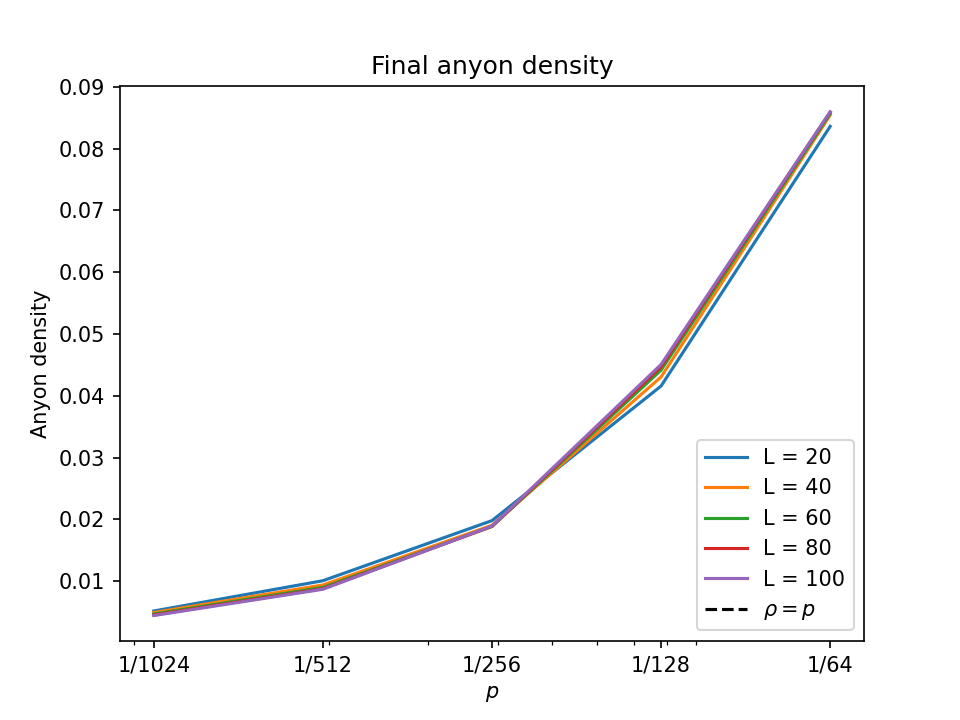 Final anyon density
Anyon density
0.09
0.08
0.07
0.06
0.05
0.04
0.03
0.02
0.01
1/1024
1/512
1/256
1/128
1/64
p
L = 20
L = 40
L = 60
L = 80
L = 100
ρ = p